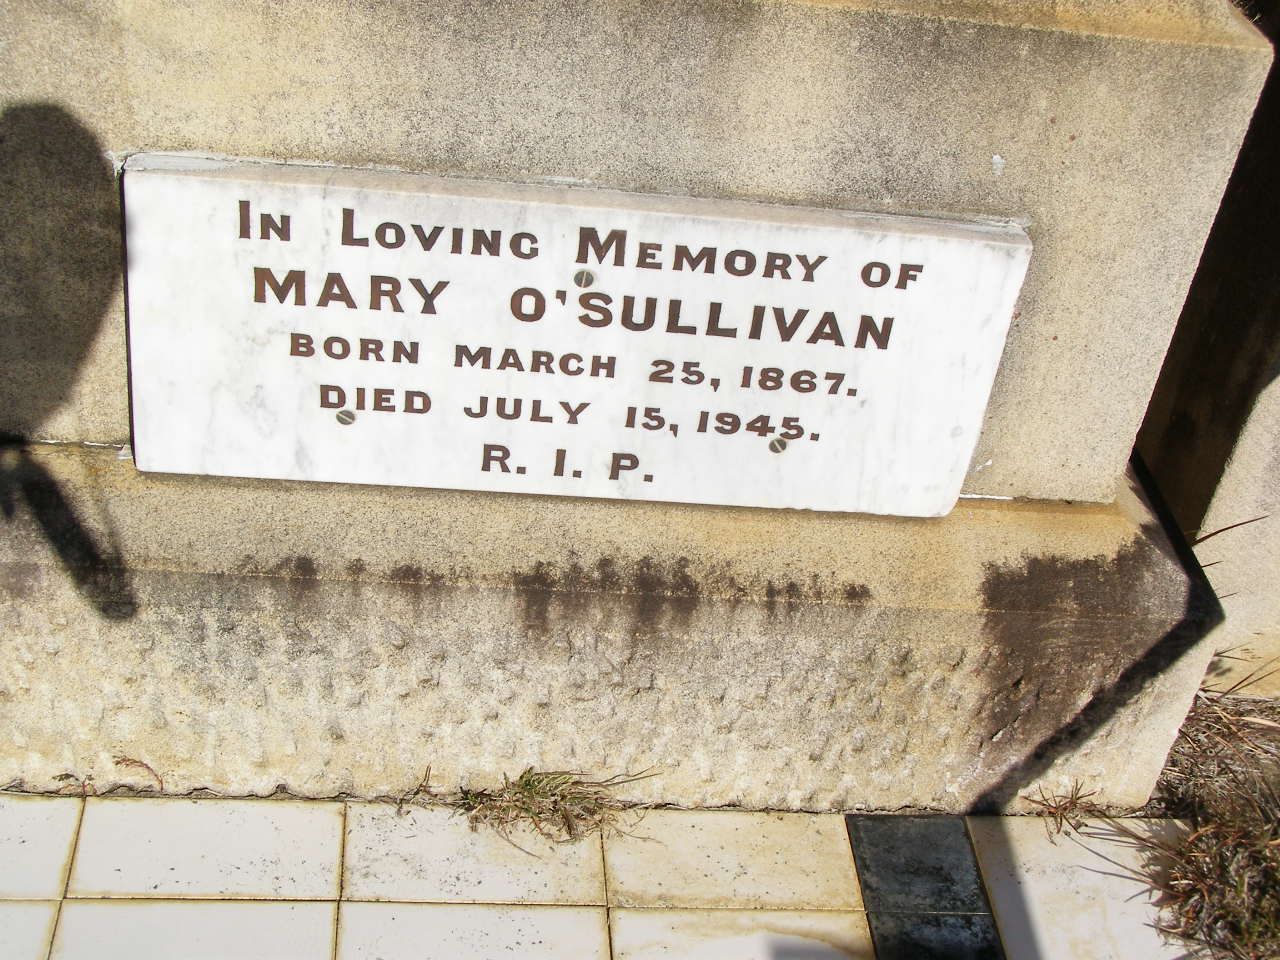 IN LOVING MEMORY OF
MARY O'SULLIVAN
BORN MARCH 25, 1867.
DIED JULY 15, 1945.
R. I. P.